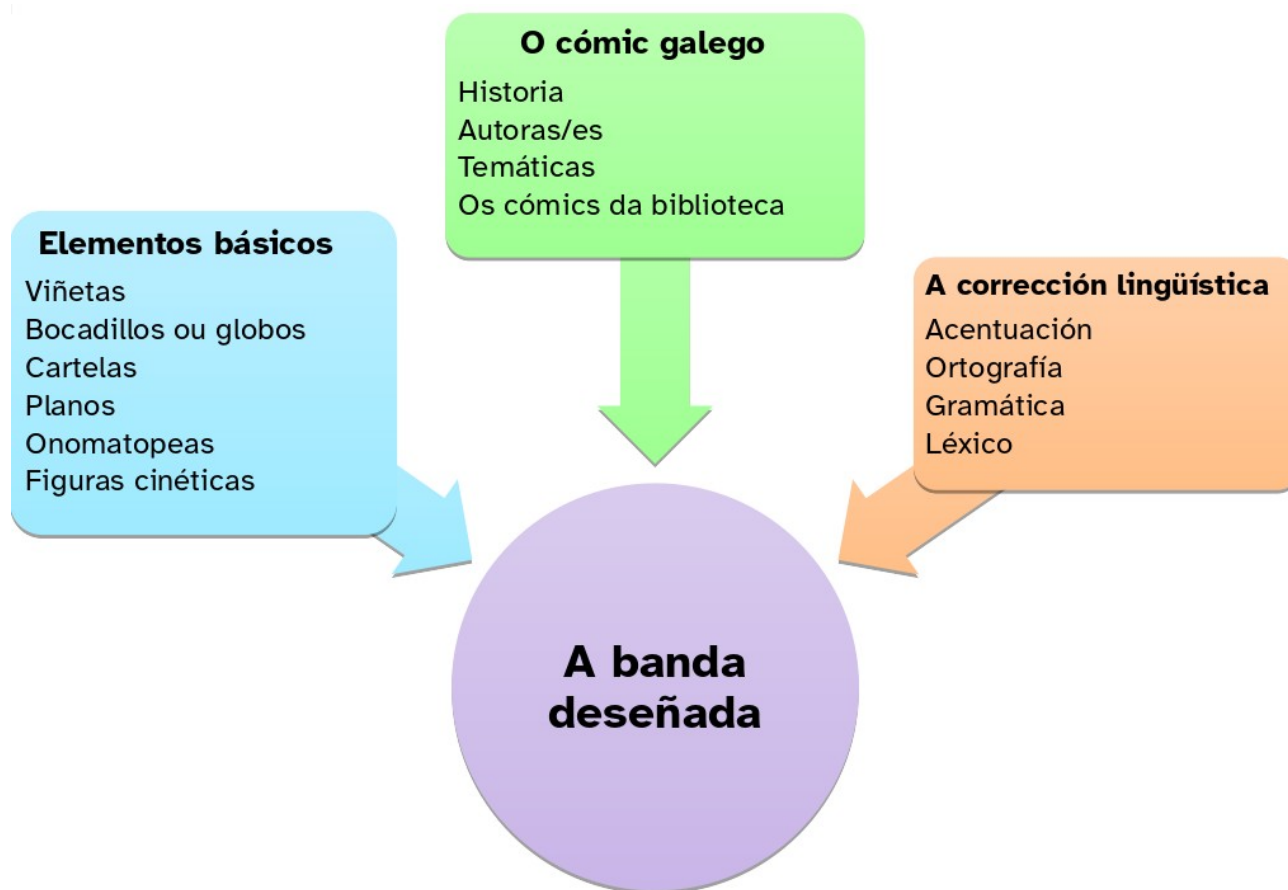 O cómic galego
Historia
Autoras/es
Temáticas
Os cómics da biblioteca
Elementos básicos
Viñetas
Bocadillos ou globos
Cartelas
Planos
Onomatopeas
Figuras cinéticas
A corrección lingüística
Acentuación
Ortografía
Gramática
Léxico
A banda
deseñada